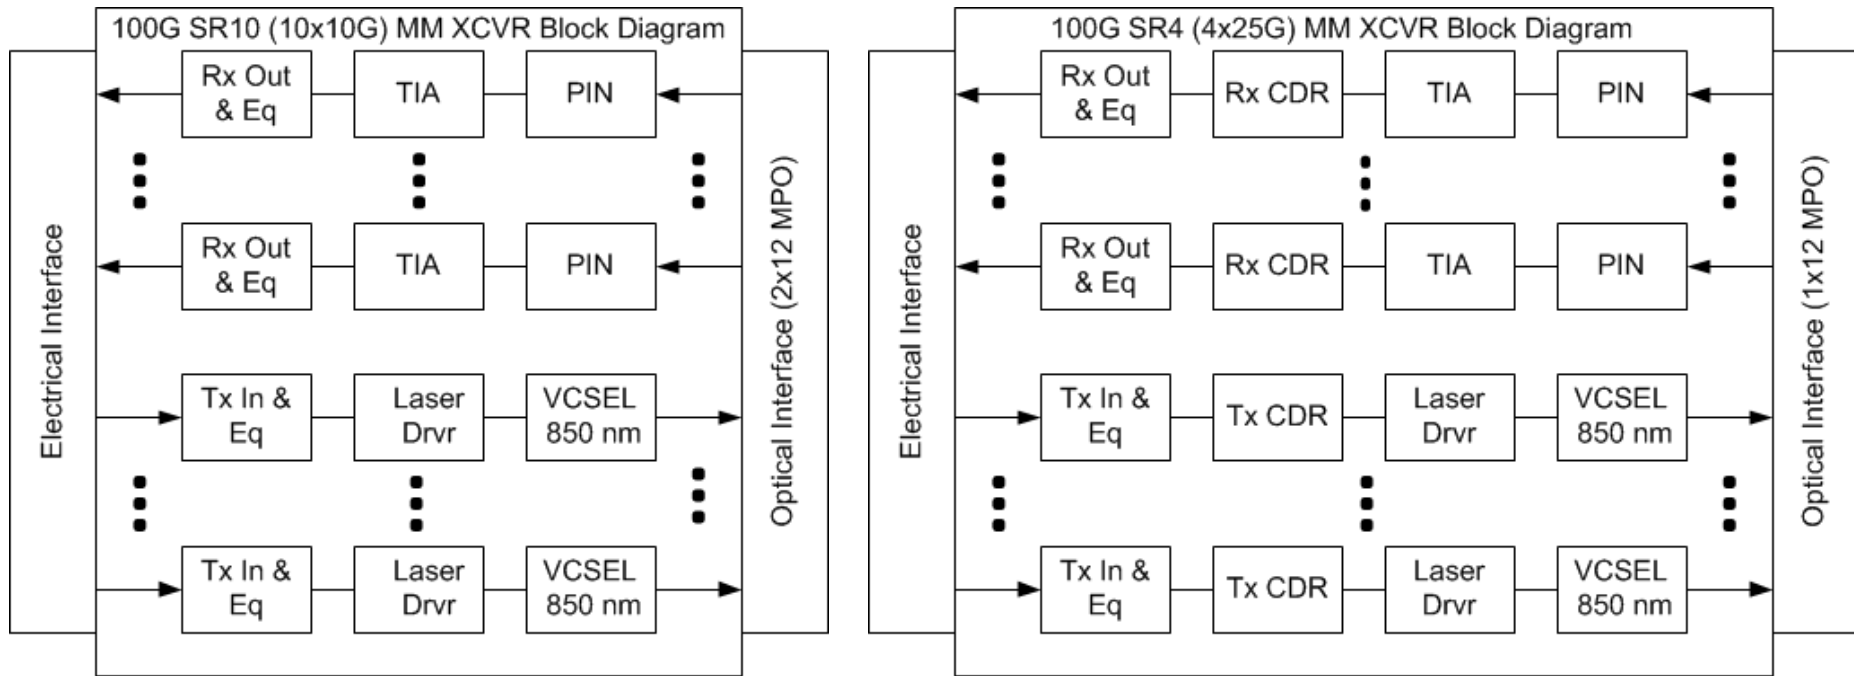 100G SR10 (10x10G) MM XCVR Block Diagram
Electrical Interface
Rx Out
& Eq
TIA
PIN
Rx Out
& Eq
TIA
PIN
Tx In &
Eq
Laser
Drvr
VCSEL
850 nm
Tx In &
Eq
Laser
Drvr
VCSEL
850 nm
Optical Interface (2x12 MPO)
100G SR4 (4x25G) MM XCVR Block Diagram
Electrical Interface
Rx Out
& Eq
Rx CDR
TIA
PIN
Rx Out
& Eq
Rx CDR
TIA
PIN
Tx In &
Eq
Tx CDR
Laser
Drvr
VCSEL
850 nm
Tx In &
Eq
Tx CDR
Laser
Drvr
VCSEL
850 nm
Optical Interface (1x12 MPO)